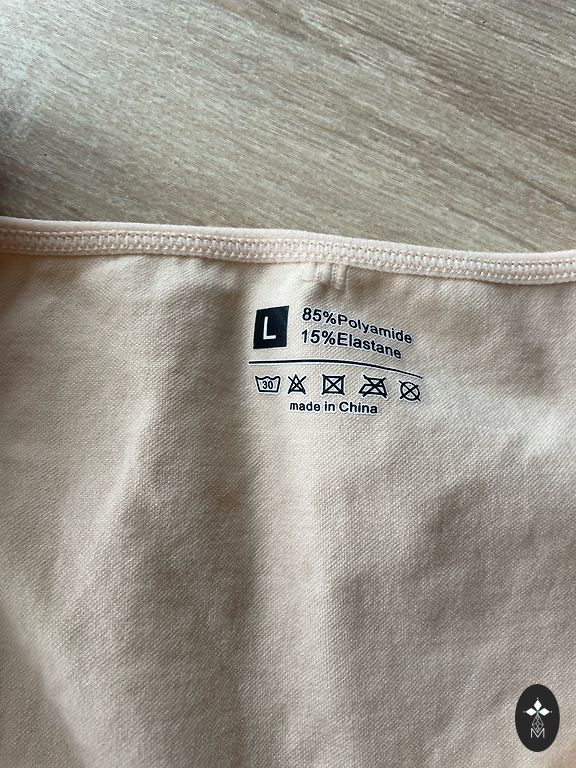 L
85%Polyamide
15%Elastane
30
made in China
M